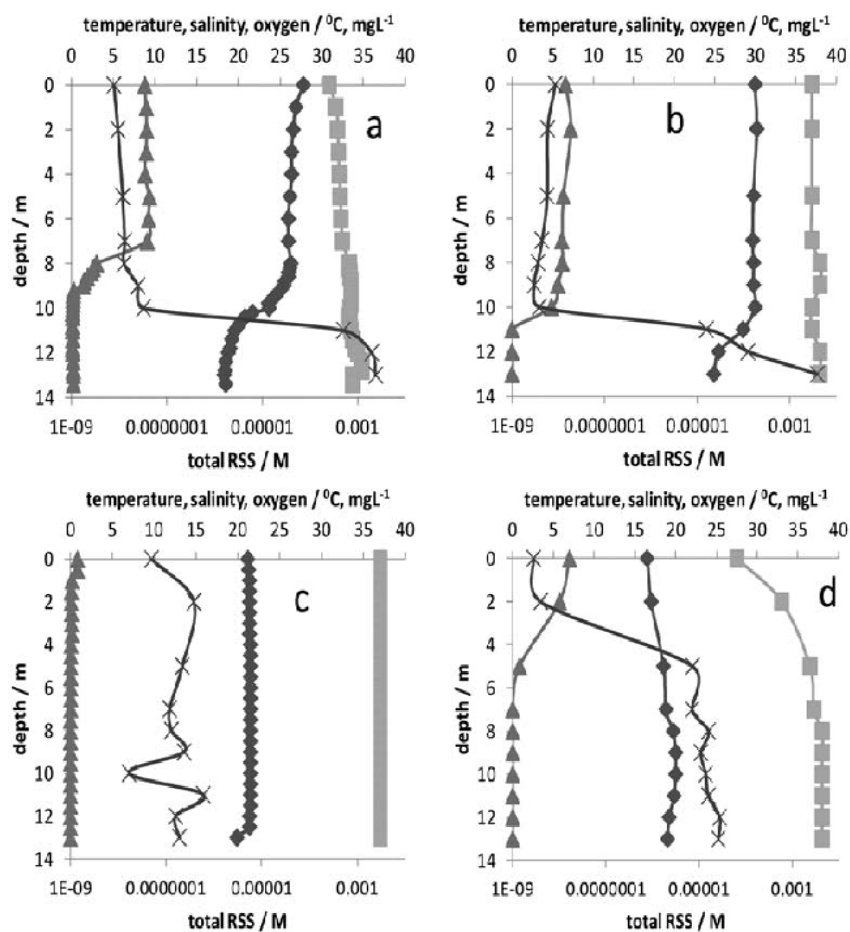 temperature, salinity, oxygen / ⁰C, mgL⁻¹
0 5 10 15 20 25 30 35 40
0
2
4
6
8
10
12
14
depth / m
a
1E-09 0.0000001 0.00001 0.001
total RSS / M
temperature, salinity, oxygen / ⁰C, mgL⁻¹
0 5 10 15 20 25 30 35 40
0
2
4
6
8
10
12
14
depth / m
b
1E-09 0.0000001 0.00001 0.001
total RSS / M
temperature, salinity, oxygen / ⁰C, mgL⁻¹
0 5 10 15 20 25 30 35 40
0
2
4
6
8
10
12
14
depth / m
c
1E-09 0.0000001 0.00001 0.001
total RSS / M
temperature, salinity, oxygen / ⁰C, mgL⁻¹
0 5 10 15 20 25 30 35 40
0
2
4
6
8
10
12
14
depth / m
d
1E-09 0.0000001 0.00001 0.001
total RSS / M